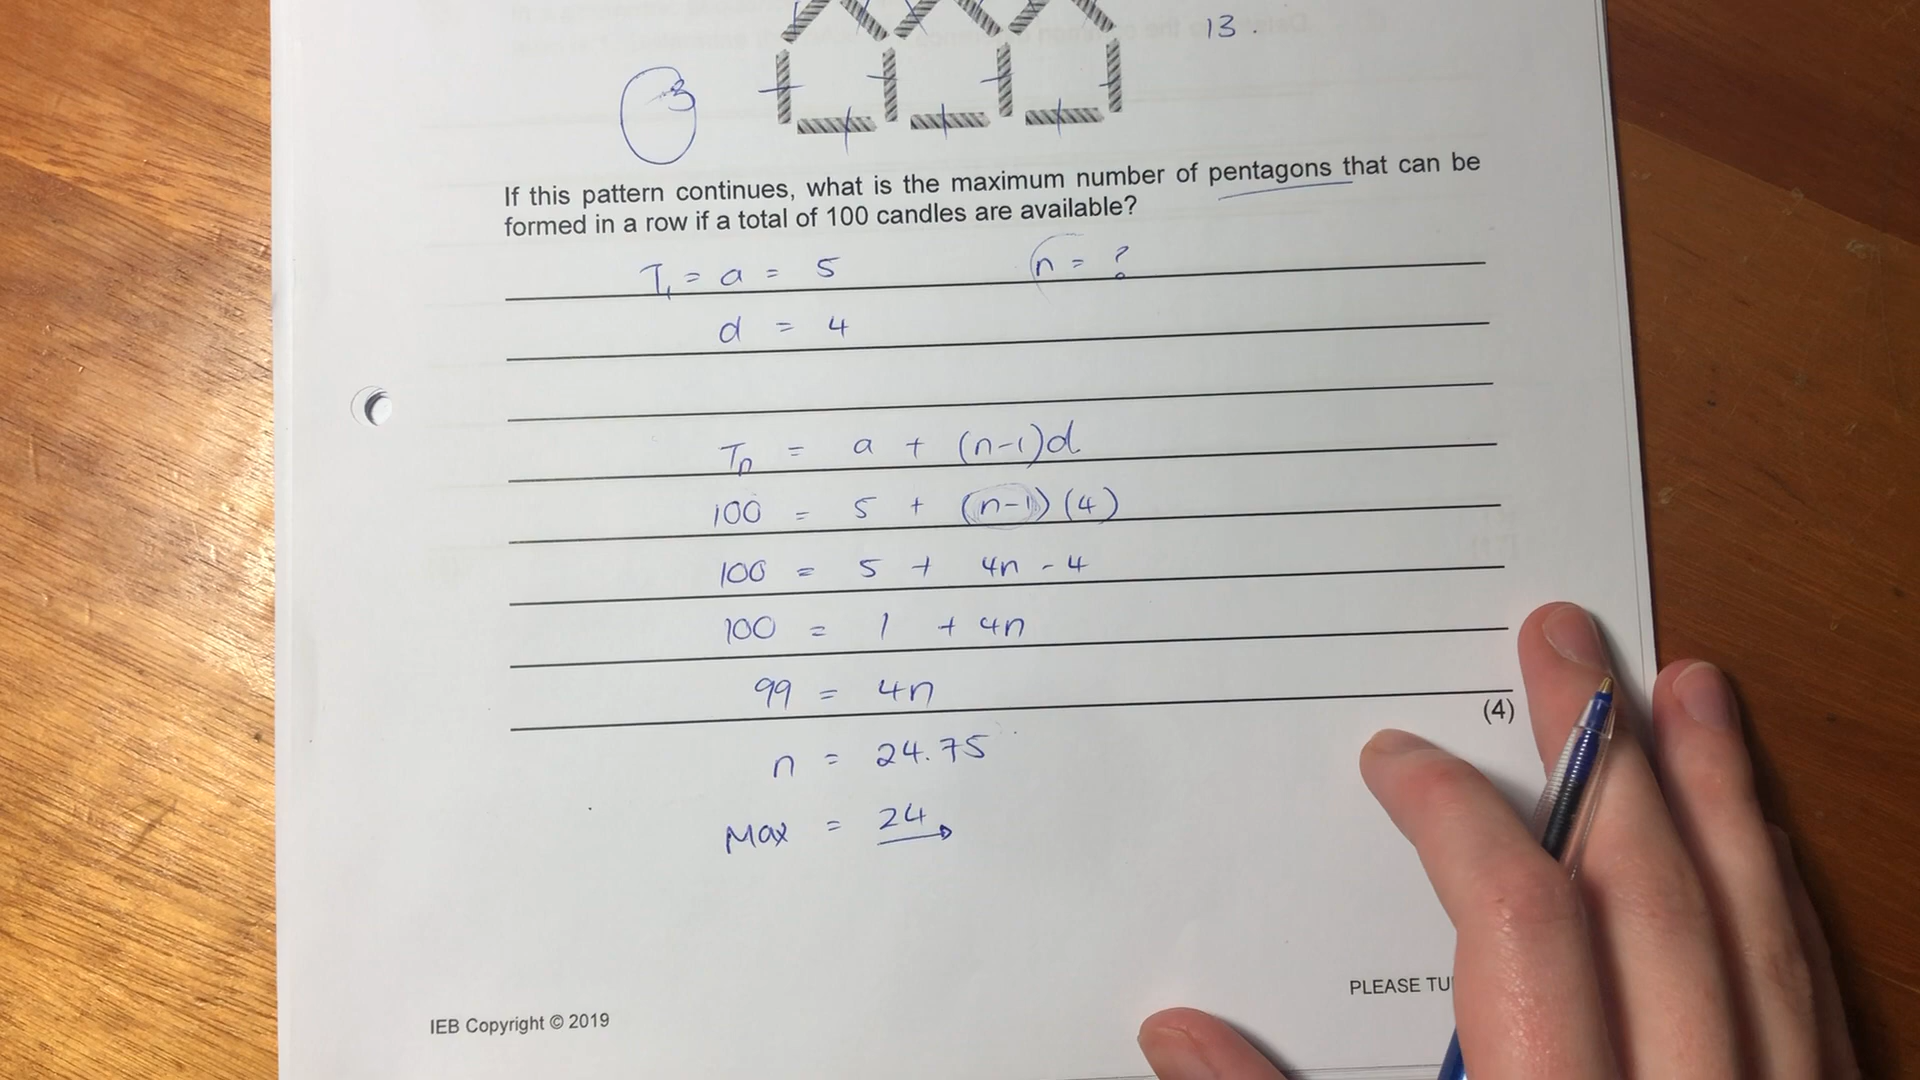 13.
3
If this pattern continues, what is the maximum number of pentagons that can be
formed in a row if a total of 100 candles are available?
T₁ = a = 5 n = ?
d = 4
Tn = a + (n-1)d
100 = 5 + (n-1)(4)
100 = 5 + 4n - 4
100 = 1 + 4n
99 = 4n
(4)
n = 24.75
Max = 24
PLEASE TU
IEB Copyright © 2019